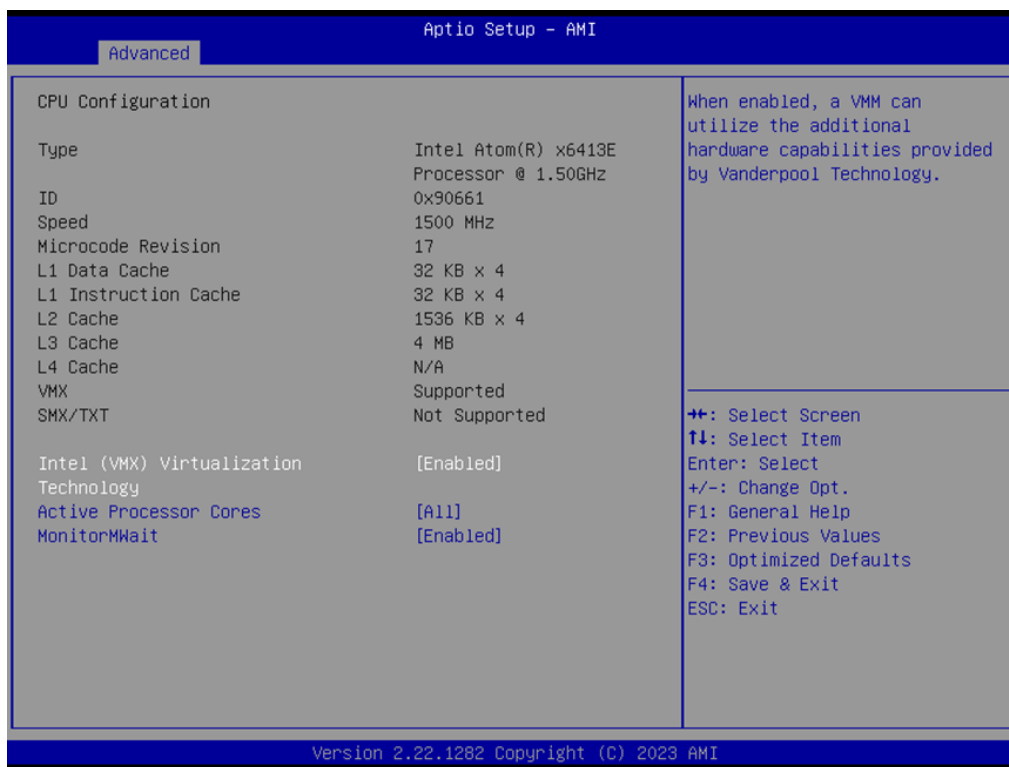 Aptio Setup – AMI
Advanced
CPU Configuration
Type Intel Atom(R) x6413E
Processor @ 1.50GHz
ID 0x90661
Speed 1500 MHz
Microcode Revision 17
L1 Data Cache 32 KB x 4
L1 Instruction Cache 32 KB x 4
L2 Cache 1536 KB x 4
L3 Cache 4 MB
L4 Cache N/A
VMX Supported
SMX/TXT Not Supported
Intel (VMX) Virtualization [Enabled]
Technology
Active Processor Cores [All]
MonitorMWait [Enabled]
When enabled, a VMM can
utilize the additional
hardware capabilities provided
by Vanderpool Technology.
→←: Select Screen
↑↓: Select Item
Enter: Select
+/-: Change Opt.
F1: General Help
F2: Previous Values
F3: Optimized Defaults
F4: Save & Exit
ESC: Exit
Version 2.22.1282 Copyright (C) 2023 AMI